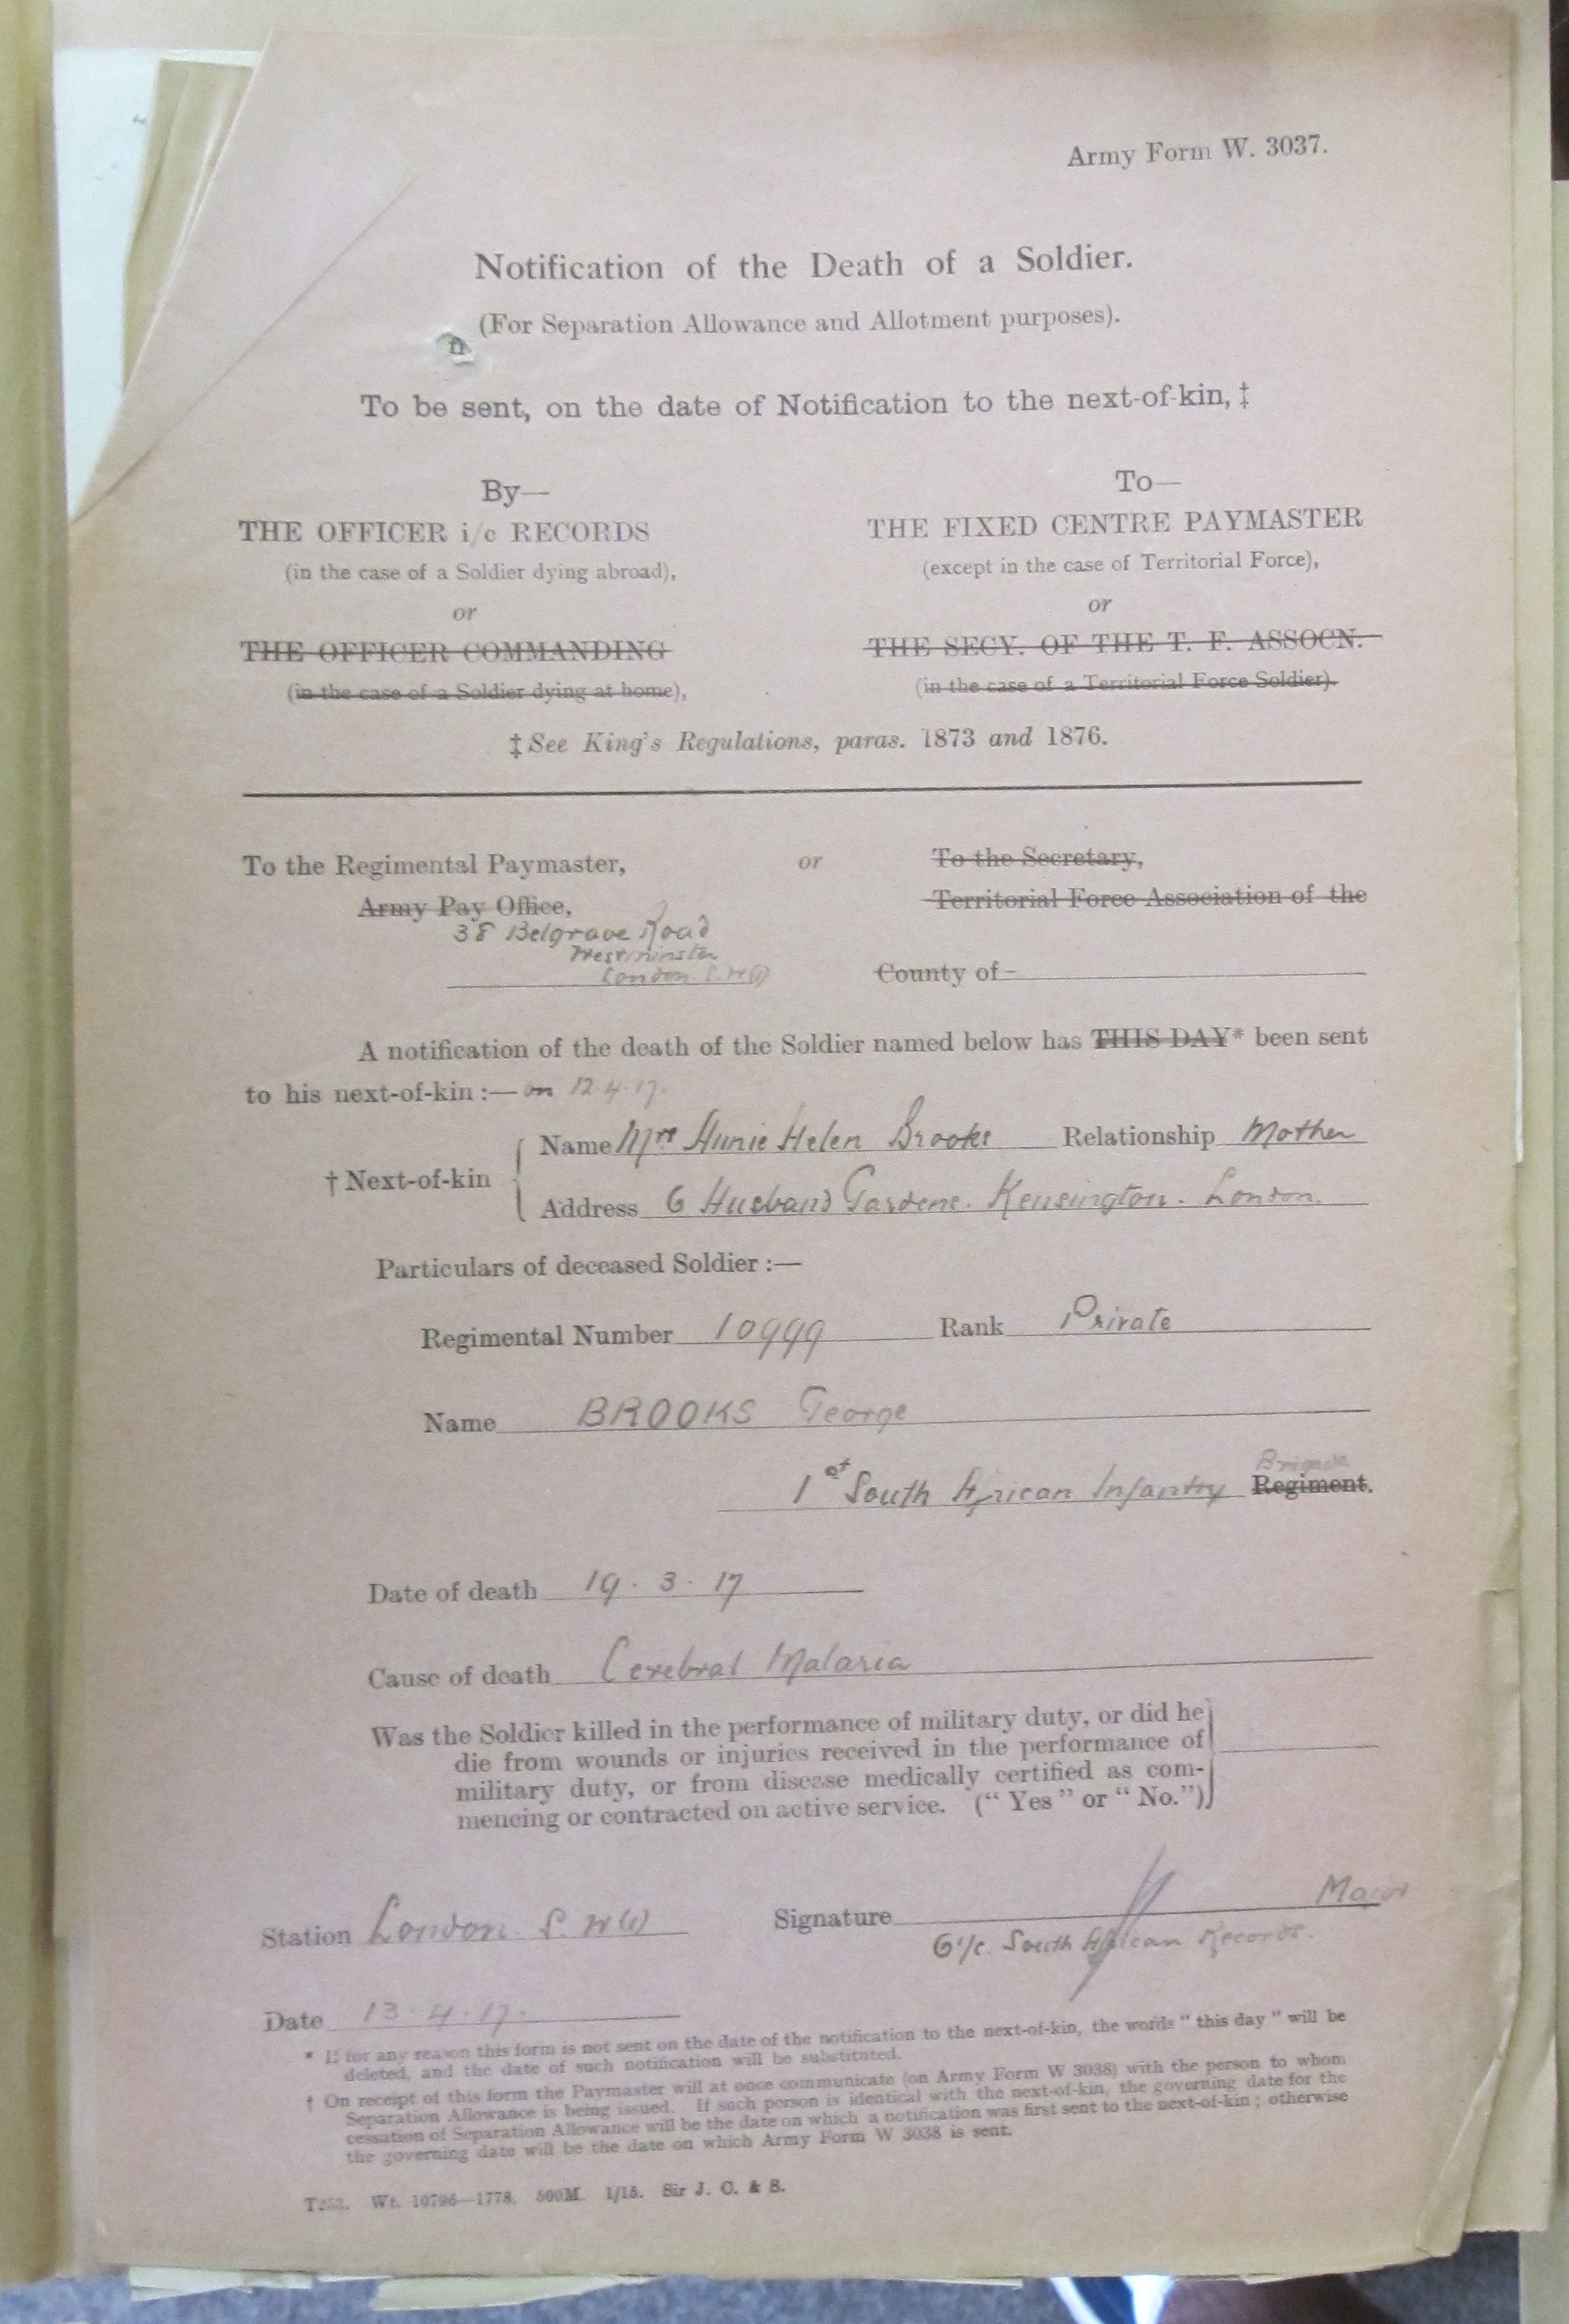 Army Form W. 3037.
Notification of the Death of a Soldier.
(For Separation Allowance and Allotment purposes).
To be sent, on the date of Notification to the next-of-kin, ‡
By— To—
THE OFFICER i/c RECORDS THE FIXED CENTRE PAYMASTER
(in the case of a Soldier dying abroad), (except in the case of Territorial Force),
or or
THE OFFICER COMMANDING THE SECY. OF THE T. F. ASSOCN.
(in the case of a Soldier dying at home), (in the case of a Territorial Force Soldier).
‡ See King's Regulations, paras. 1873 and 1876.
To the Regimental Paymaster, or To the Secretary,
Army Pay Office, Territorial Force Association of the
38 Belgrave Road
Westminster
London S.W(1) County of
A notification of the death of the Soldier named below has THIS DAY* been sent
to his next-of-kin :— on 12.4.17.
Name Mrs Annie Helen Brooks Relationship Mother
† Next-of-kin
Address 6 Husband Gardens. Kensington. London.
Particulars of deceased Soldier :—
Regimental Number 10999 Rank Private
Name BROOKS George
Brigade
1st South African Infantry Regiment.
Date of death 19. 3. 17
Cause of death Cerebral Malaria
Was the Soldier killed in the performance of military duty, or did he
die from wounds or injuries received in the performance of
military duty, or from disease medically certified as com-
mencing or contracted on active service. (“ Yes ” or “ No.”)
Major
Station London. S.W(1) Signature
i/c. South African Records.
Date 13.4.17.
* If for any reason this form is not sent on the date of the notification to the next-of-kin, the words “ this day ” will be
deleted, and the date of such notification will be substituted.
† On receipt of this form the Paymaster will at once communicate (on Army Form W 3038) with the person to whom
Separation Allowance is being issued. If such person is identical with the next-of-kin, the governing date for the
cessation of Separation Allowance will be the date on which a notification was first sent to the next-of-kin ; otherwise
the governing date will be the date on which Army Form W 3038 is sent.
Wt. 10796—1778. 500M. 1/15. Sir J. C. & S.